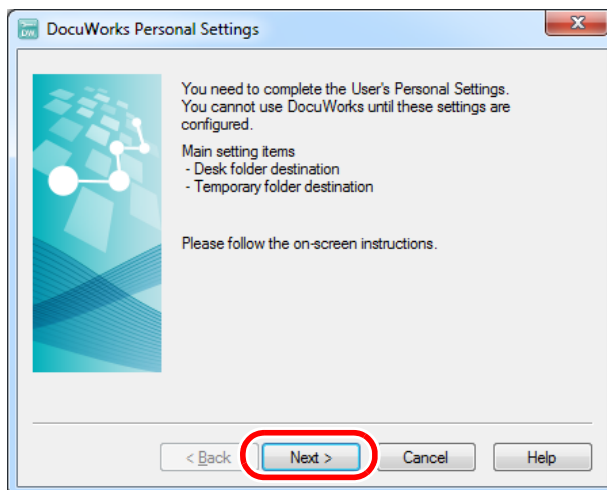 DocuWorks Personal Settings
You need to complete the User's Personal Settings.
You cannot use DocuWorks until these settings are
configured.
Main setting items
- Desk folder destination
- Temporary folder destination
Please follow the on-screen instructions.
< Back
Next >
Cancel
Help